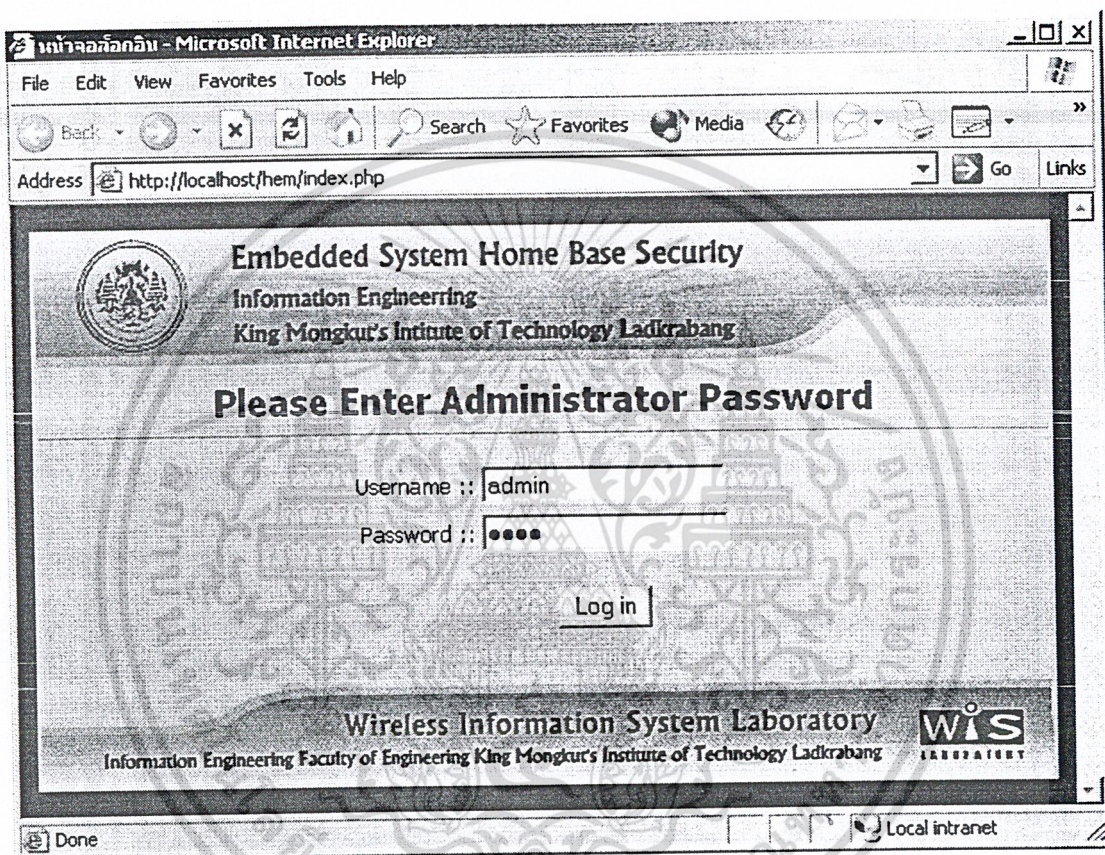 หน้าจอล็อกอิน - Microsoft Internet Explorer
File Edit View Favorites Tools Help
Back Search Favorites Media »
Address http://localhost/hem/index.php Go Links
Embedded System Home Base Security
Information Engineerring
King Mongkut's Intitute of Technology Ladkrabang
Please Enter Administrator Password
Username :: admin
Password :: ●●●●
Log in
Wireless Information System Laboratory
WiS
LABORATORY
Information Engineering Faculty of Engineering King Mongkut's Institute of Technology Ladkrabang
Done Local intranet